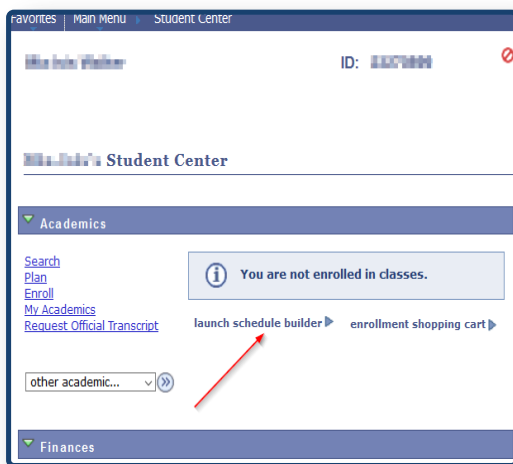 Favorites | Main Menu Student Center
ID:
Student Center
Academics
Search
Plan
Enroll
My Academics
Request Official Transcript
You are not enrolled in classes.
launch schedule builder
enrollment shopping cart
other academic...
Finances